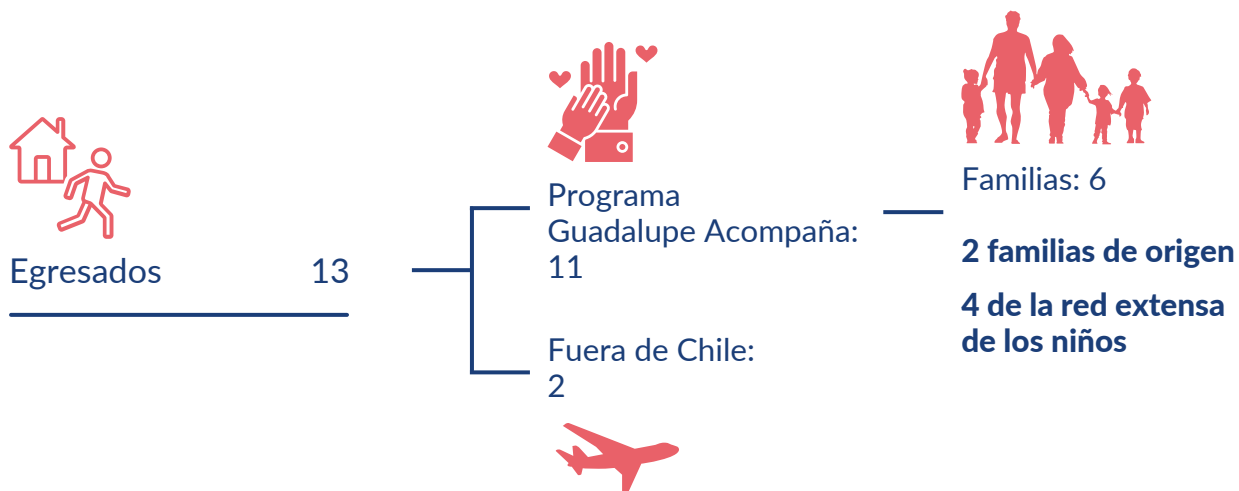 Egresados 13
Programa
Guadalupe Acompaña:
11
Fuera de Chile:
2
Familias: 6
2 familias de origen
4 de la red extensa
de los niños